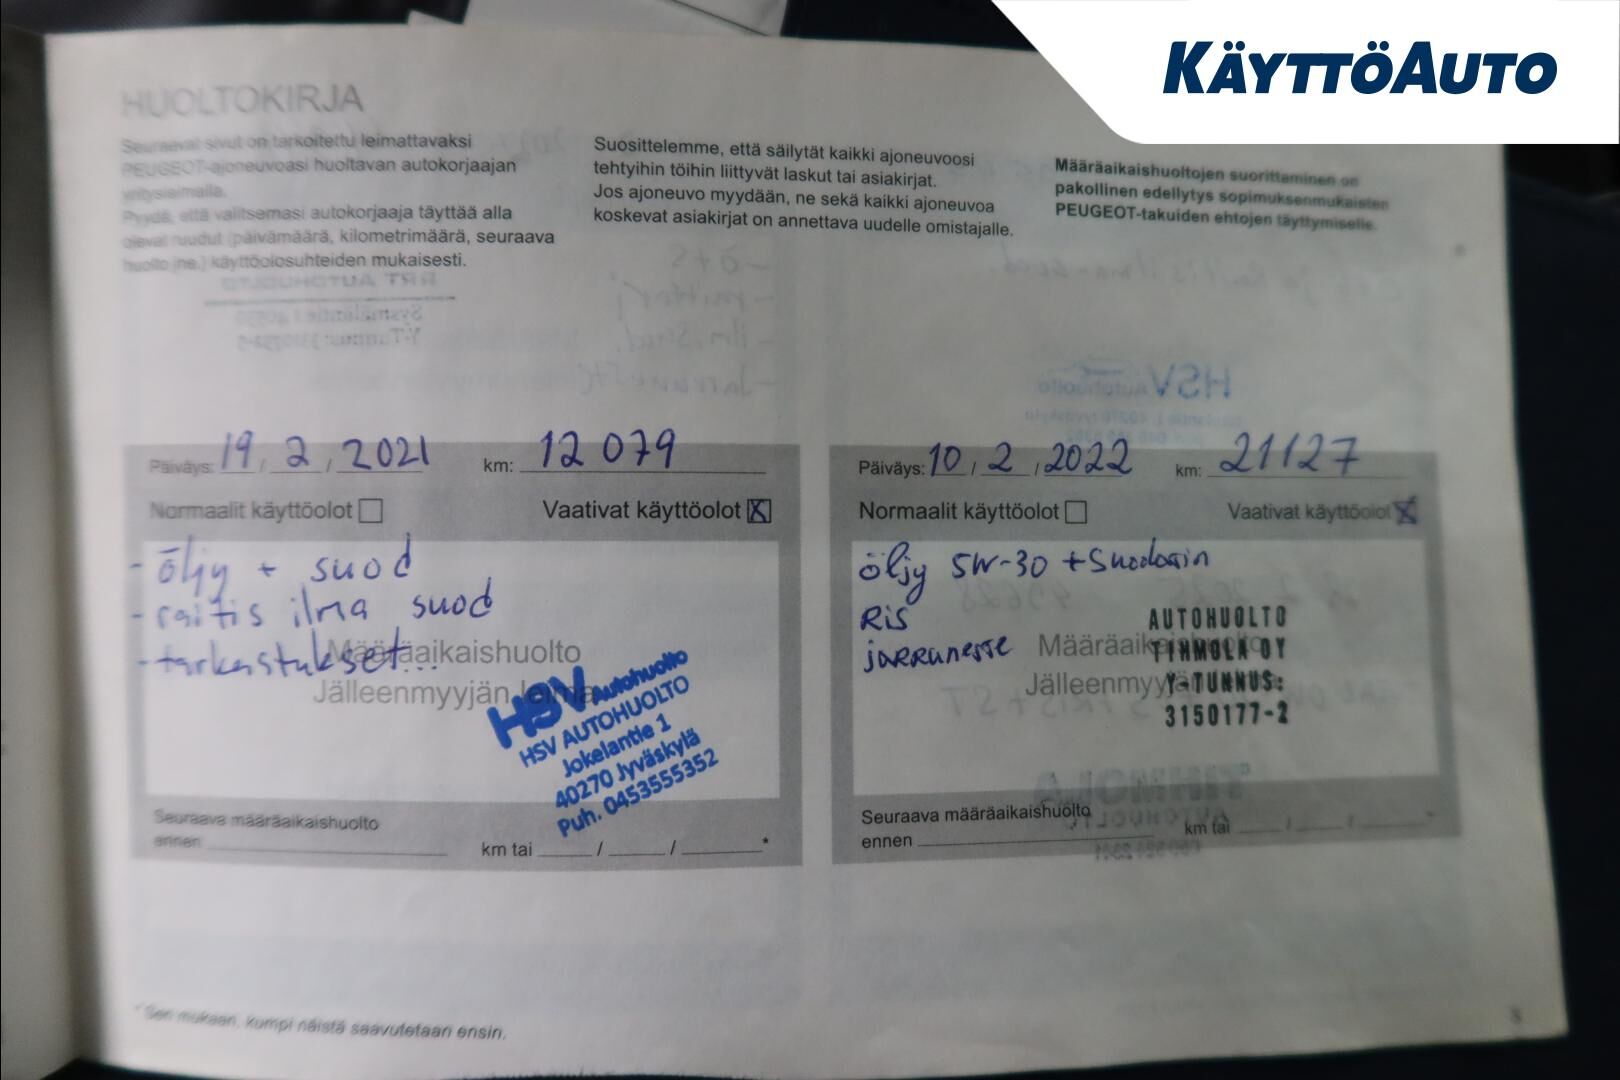 KÄYTTÖAUTO
HUOLTOKIRJA
Seuraavat sivut on tarkoitettu leimattavaksi
PEUGEOT-ajoneuvoasi huoltavan autokorjaajan
yritysleimalla.
Pyydä, että valitsemasi autokorjaaja täyttää alla
olevat ruudut (päivämäärä, kilometrimäärä, seuraava
huolto jne.) käyttöolosuhteiden mukaisesti.
Suosittelemme, että säilytät kaikki ajoneuvoosi
tehtyihin töihin liittyvät laskut tai asiakirjat.
Jos ajoneuvo myydään, ne sekä kaikki ajoneuvoa
koskevat asiakirjat on annettava uudelle omistajalle.
Määräaikaishuoltojen suorittaminen on
pakollinen edellytys sopimuksenmukaisten
PEUGEOT-takuiden ehtojen täyttymiselle.
Päiväys: 19 / 2 / 2021 km: 12 079
Normaalit käyttöolot Vaativat käyttöolot X
- öljy + suod
- raitis ilma suod
- tarkastukset...
Määräaikaishuolto
Jälleenmyyjän leima
HSV Autohuolto
HSV AUTOHUOLTO
Jokelantie 1
40270 Jyväskylä
Puh. 0453555352
Seuraava määräaikaishuolto
ennen km tai / / *
Päiväys: 10 / 2 / 2022 km: 21127
Normaalit käyttöolot Vaativat käyttöolot X
öljy 5W-30 + Suodatin
RiS
jarruneste
Määräaikaishuolto
Jälleenmyyjän
AUTOHUOLTO
TIHMOLA OY
Y-TUNNUS:
3150177-2
Seuraava määräaikaishuolto
ennen km tai / / *
* Sen mukaan, kumpi näistä saavutetaan ensin.